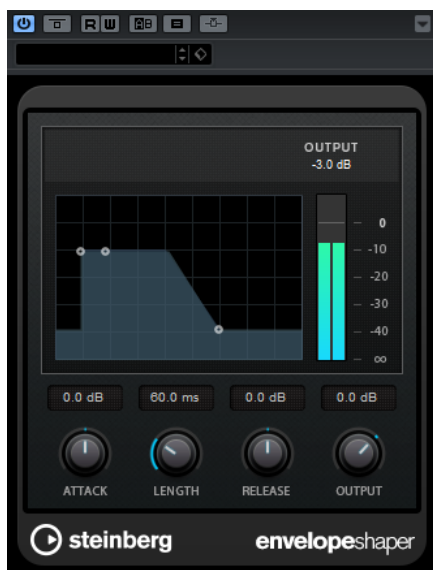 R W AB
OUTPUT
-3.0 dB
0
-10
-20
-30
-40
∞
0.0 dB 60.0 ms 0.0 dB 0.0 dB
ATTACK LENGTH RELEASE OUTPUT
steinberg envelopeshaper